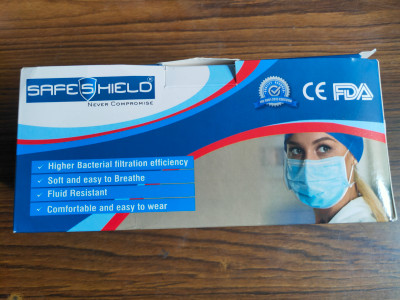 SAFESHIELD®
NEVER COMPROMISE
CE FDA
Higher Bacterial filtration efficiency
Soft and easy to Breathe
Fluid Resistant
Comfortable and easy to wear